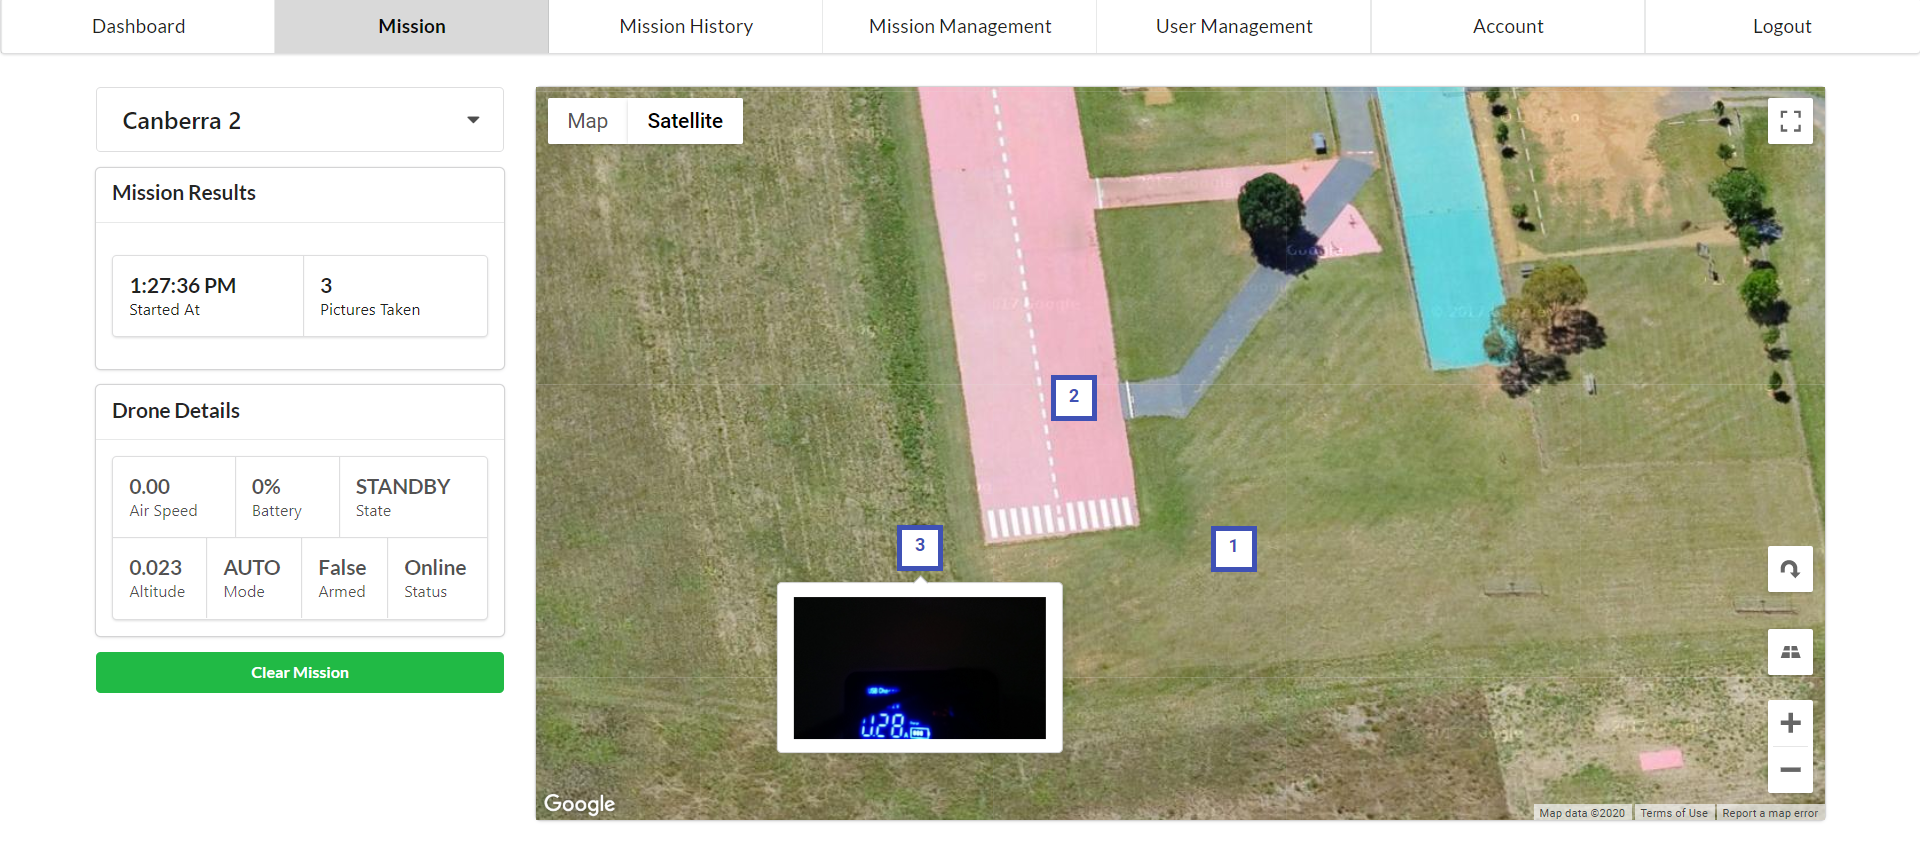 Dashboard
Mission
Mission History
Mission Management
User Management
Account
Logout
Canberra 2
Mission Results
1:27:36 PM
Started At
3
Pictures Taken
Drone Details
0.00
Air Speed
0%
Battery
STANDBY
State
0.023
Altitude
AUTO
Mode
False
Armed
Online
Status
Clear Mission
Map
Satellite
2
3
1
Google
Map data ©2020
Terms of Use
Report a map error